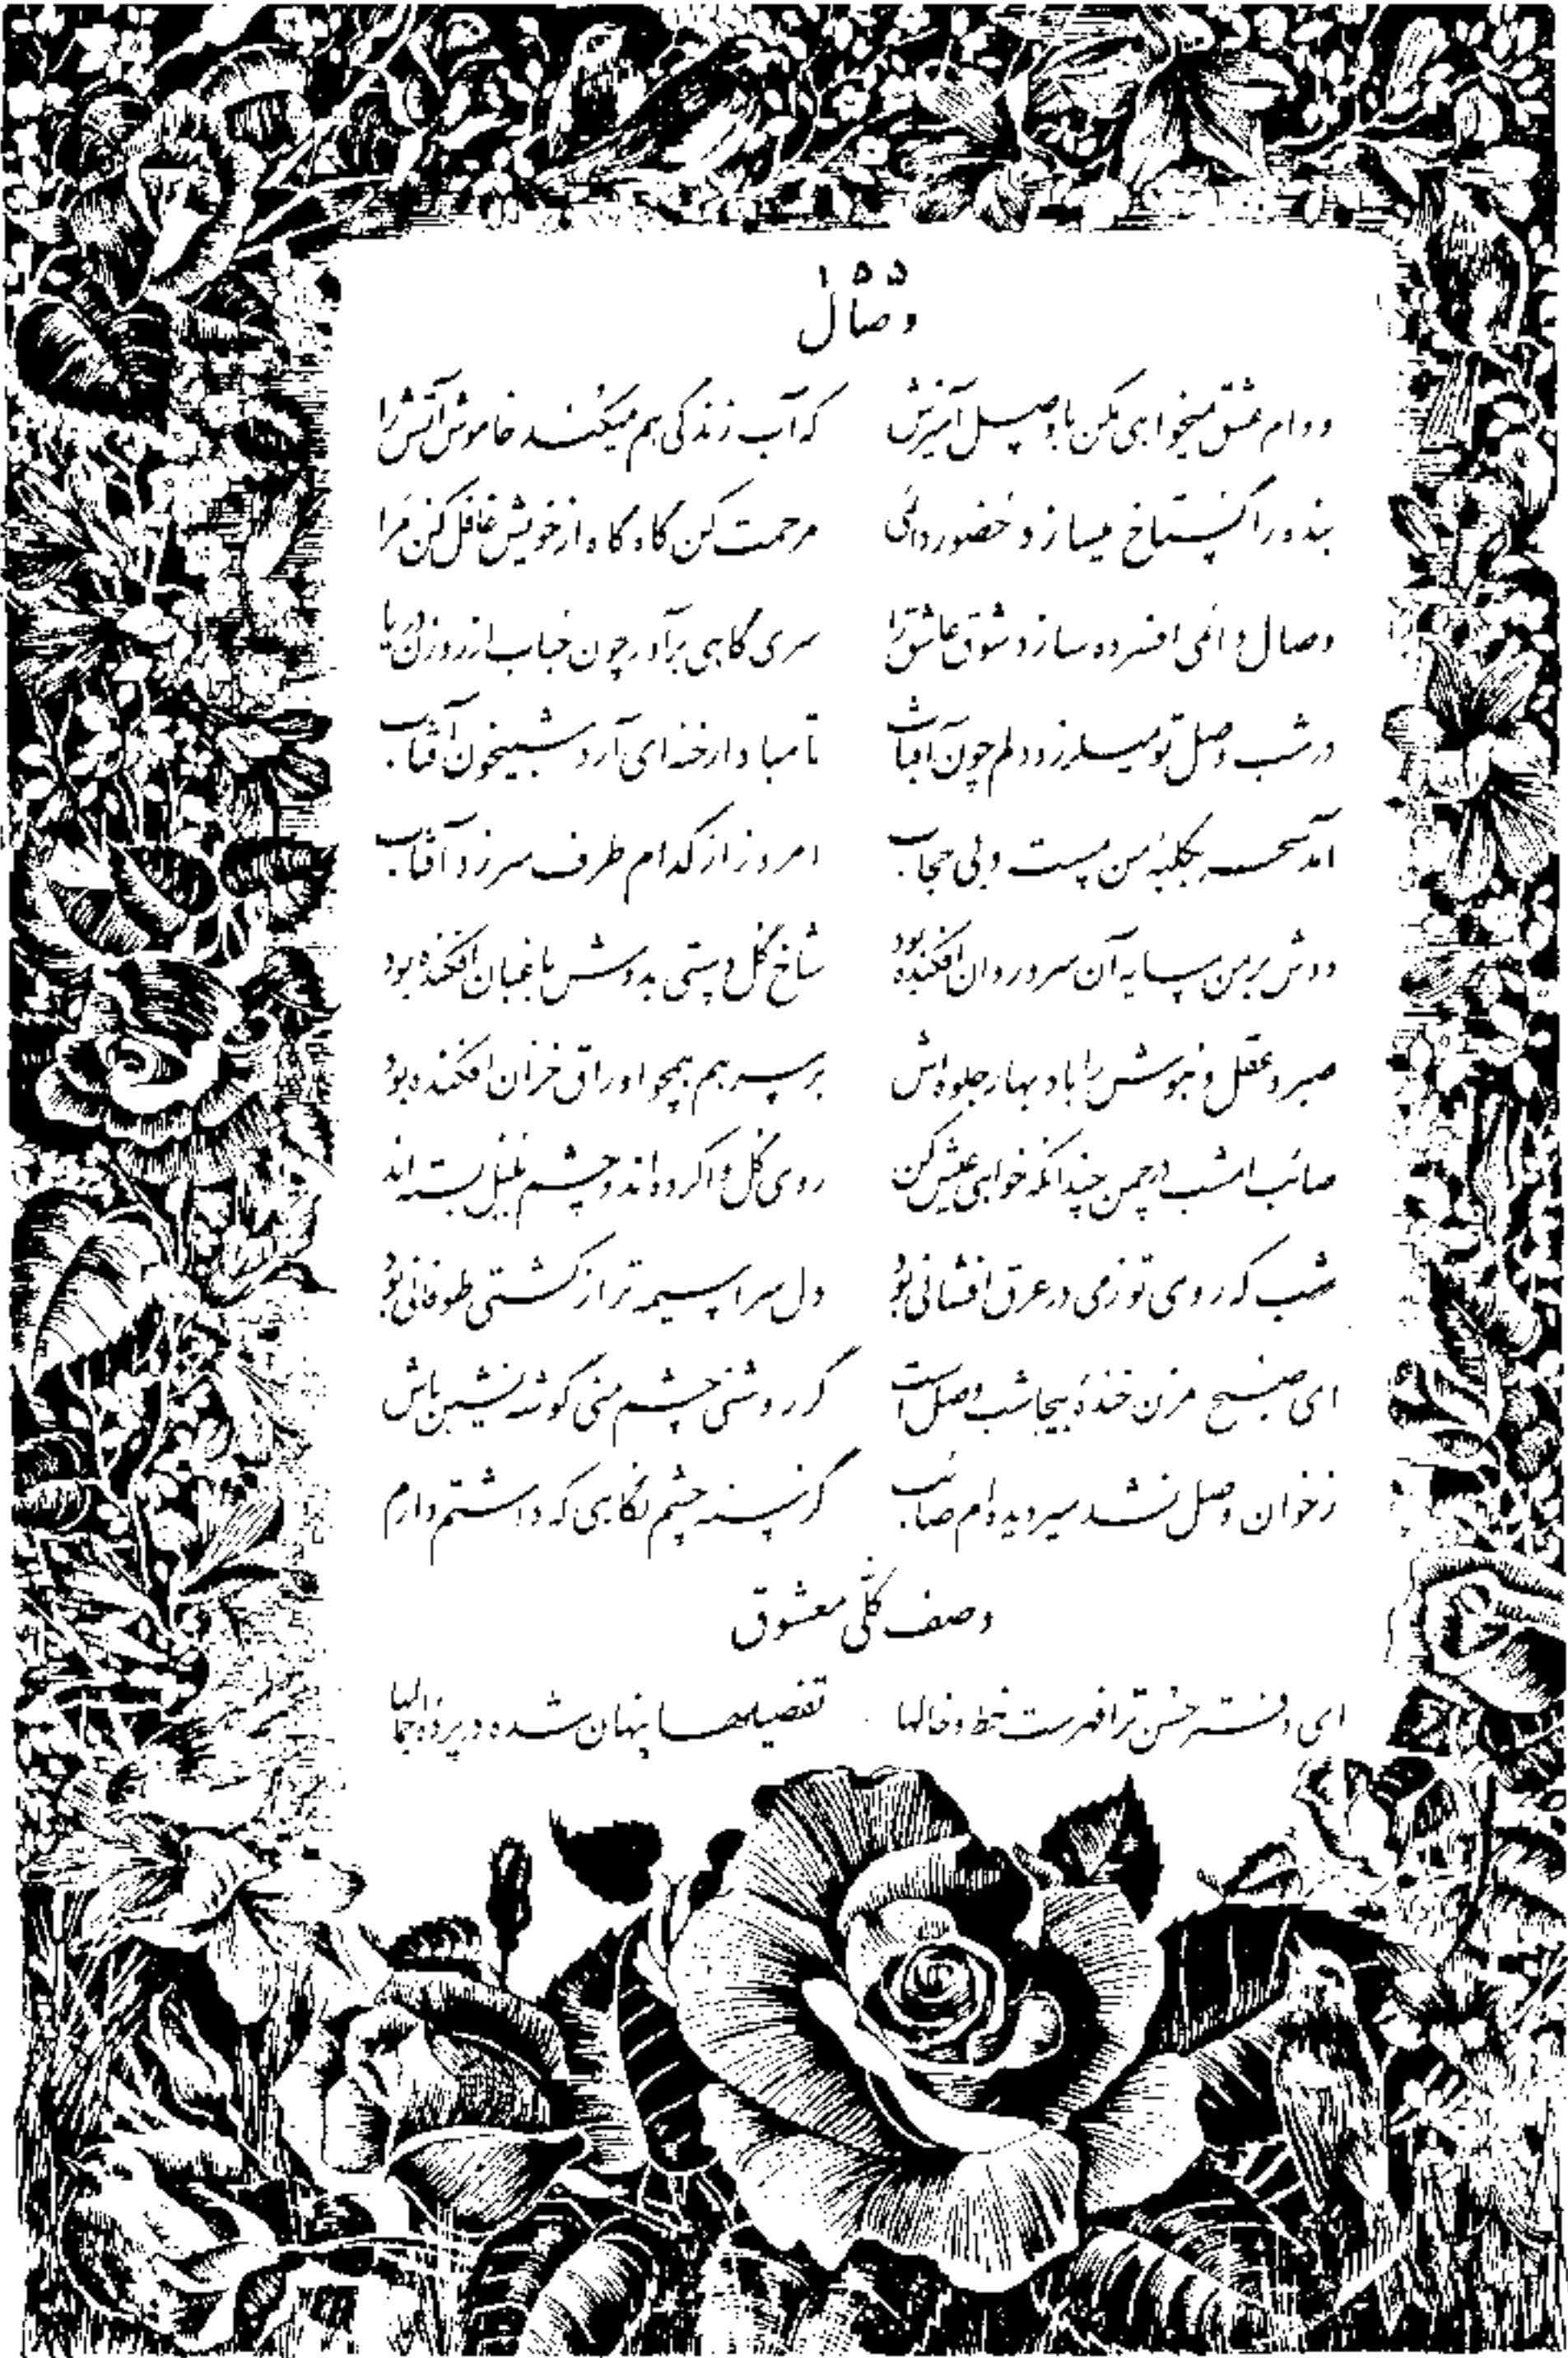 ۱۵۵
وصال
دوام عشق میخواهی مکن با وصل آمیزش    که آب زندگی هم میکند خاموش آتش را
بنده را گستاخ میسازد حضور دائمی    مرحمت کن گاه گاه از خویش غافل کن مرا
وصال دائمی افسرده سازد شوق عاشق را    سری گاهی برآور چون حباب از روزن دریا
در شب وصل تو میلرزد دلم چون آفتاب    تا مبادا رخنه‌ای آرد شبیخون آفتاب
آمد سحر بکلبهٔ من مست و بی حجاب    امروز از کدام طرف سرزد آفتاب
دوش بر من سایه آن سرو روان افکنده بود    شاخ گل دستی بدوش باغبان افکنده بود
صبر و عقل و هوش را باد بهار جلوه‌اش    بر سر هم همچو اوراق خزان افکنده بود
صائب امشب در چمن چندانکه خواهی عیش کن    روی گل وا کرده‌اند و چشم بلبل بسته‌اند
شب که روی تو ز می در عرق افشانی بود    دل سراسیمه تر از کشتی طوفانی بود
ای صبح مزن خندهٔ بیجا شب وصل است    گر روشنی چشم منی گوشه نشین باش
ز خوان وصل نشد سیر دیده‌ام صائب    گرسنه چشم نگاهی که داشتم دارم
وصف کلّی معشوق
ای دفتر حسن ترا فهرست خط و خالها    تفصیلها پنهان شده در پرده اجمالها